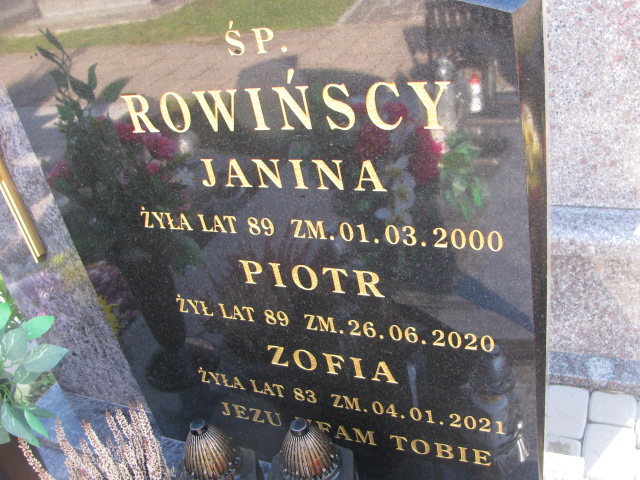 ŚP.
ROWIŃSCY
JANINA
ŻYŁA LAT 89 ZM.01.03.2000
PIOTR
ŻYŁ LAT 89 ZM.26.06.2020
ZOFIA
ŻYŁA LAT 83 ZM.04.01.2021
JEZU UFAM TOBIE